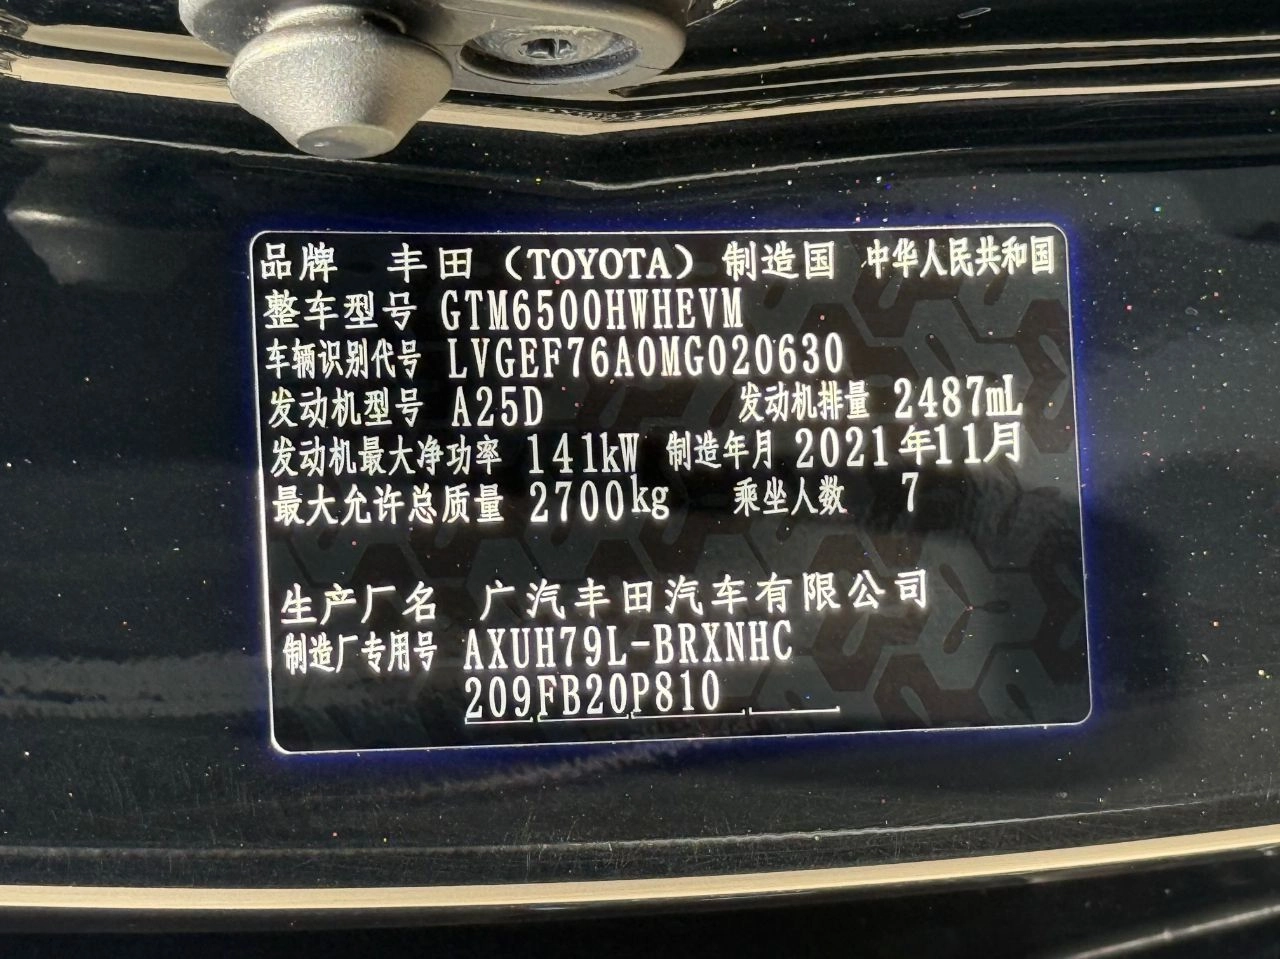 品牌 丰田（TOYOTA）制造国 中华人民共和国
整车型号 GTM6500HWHEVM
车辆识别代号 LVGEF76A0MG020630
发动机型号 A25D 发动机排量 2487mL
发动机最大净功率 141kW 制造年月 2021年11月
最大允许总质量 2700kg 乘坐人数 7
生产厂名 广汽丰田汽车有限公司
制造厂专用号 AXUH79L-BRXNHC
209FB20P810